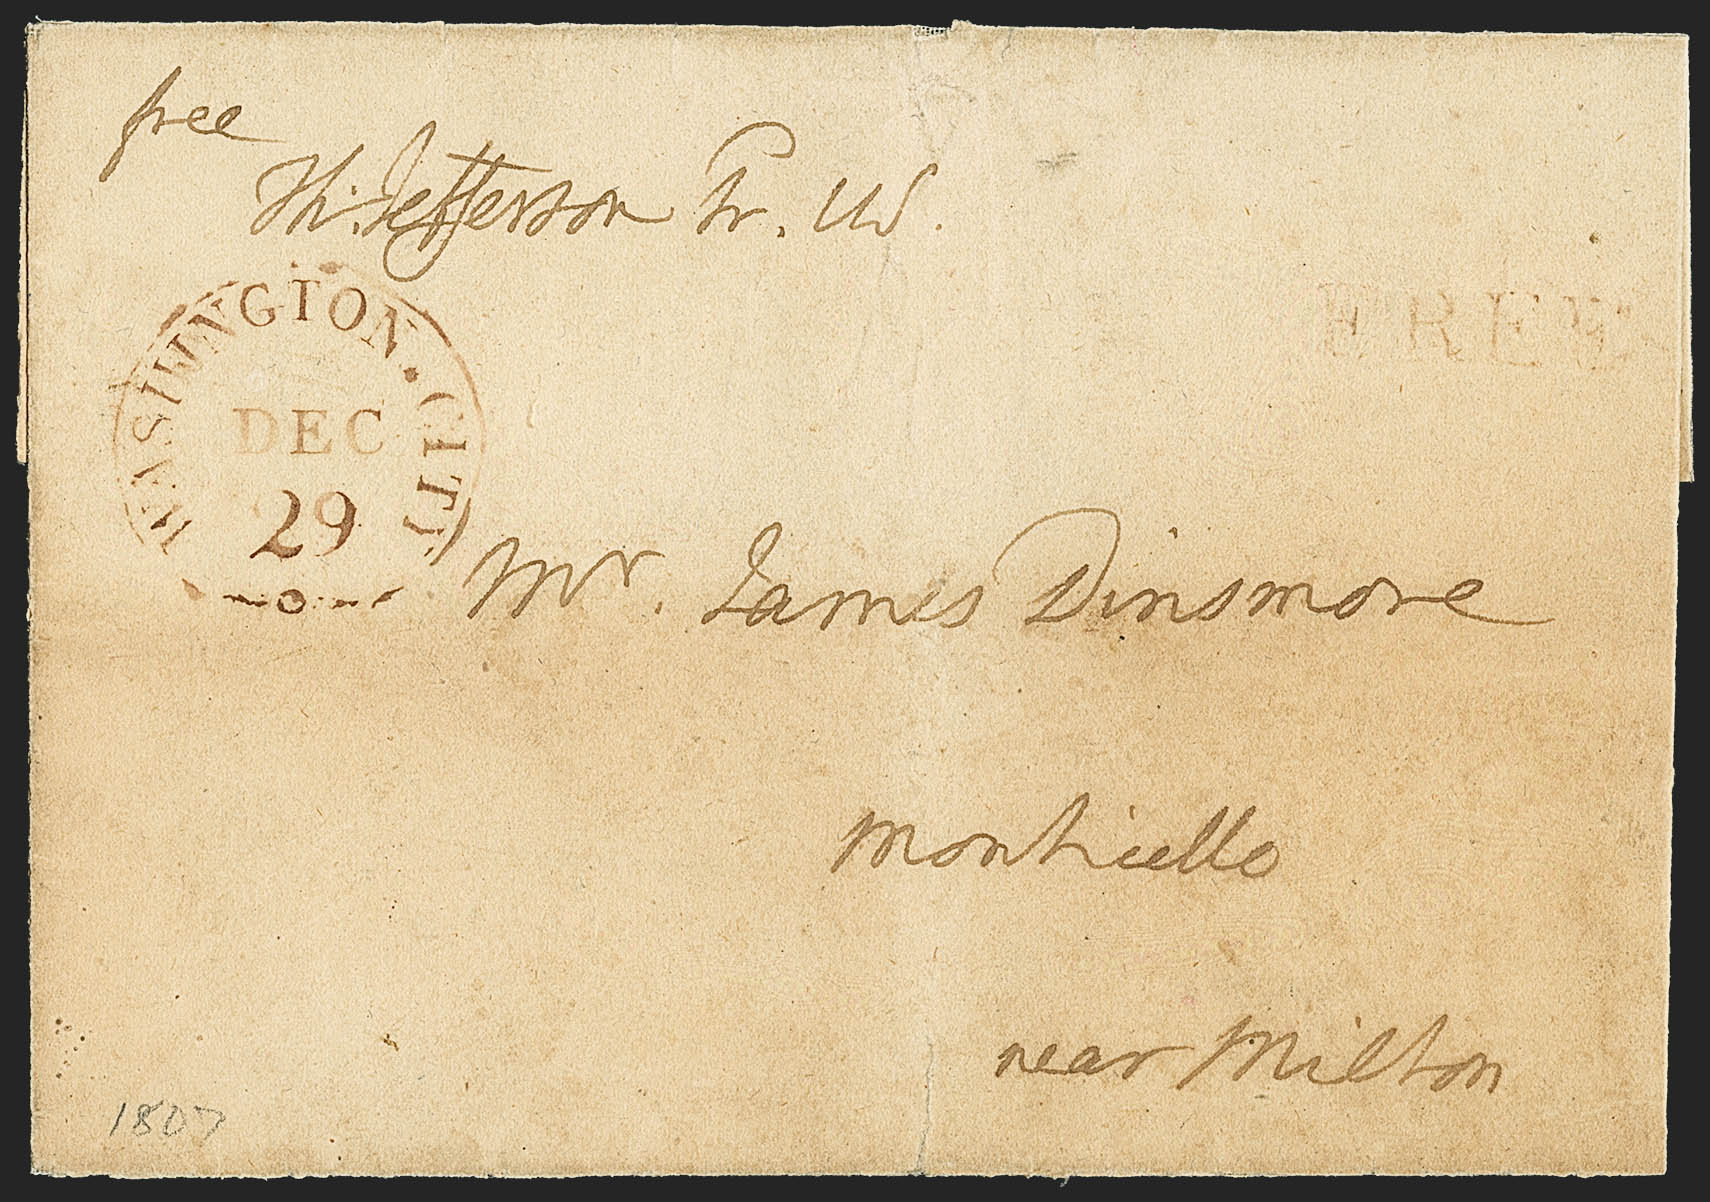 free
Th: Jefferson Pr. US.
FREE
WASHINGTON. CITY
DEC
29
Mr. James Dinsmore
Monticello
near Milton
1807